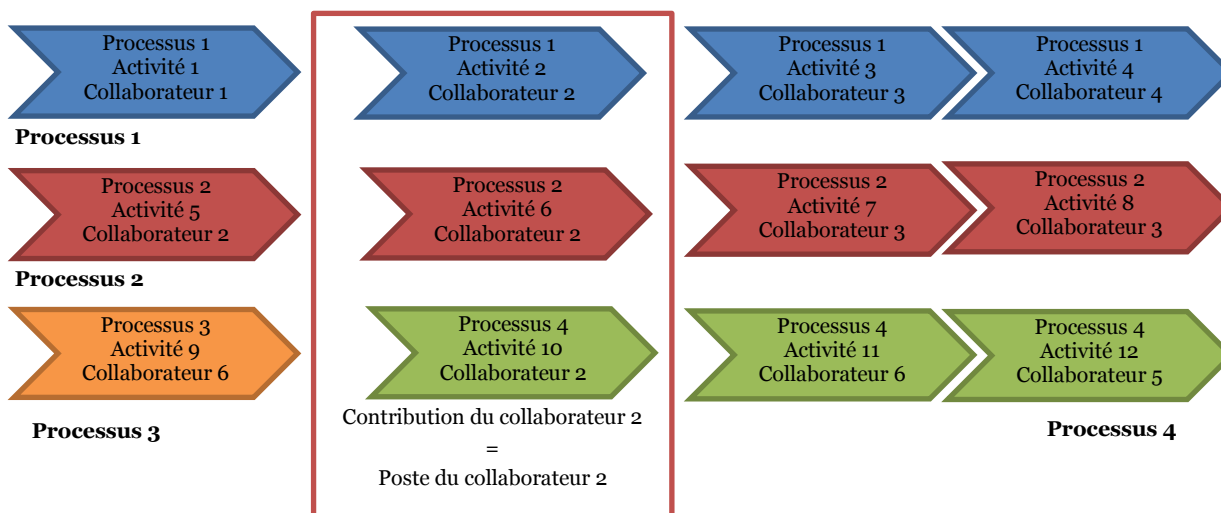 Processus 1
Activité 1
Collaborateur 1
Processus 1
Activité 2
Collaborateur 2
Processus 1
Activité 3
Collaborateur 3
Processus 1
Activité 4
Collaborateur 4
Processus 1
Processus 2
Activité 5
Collaborateur 2
Processus 2
Activité 6
Collaborateur 2
Processus 2
Activité 7
Collaborateur 3
Processus 2
Activité 8
Collaborateur 3
Processus 2
Processus 3
Activité 9
Collaborateur 6
Processus 4
Activité 10
Collaborateur 2
Processus 4
Activité 11
Collaborateur 6
Processus 4
Activité 12
Collaborateur 5
Processus 3
Contribution du collaborateur 2
=
Poste du collaborateur 2
Processus 4